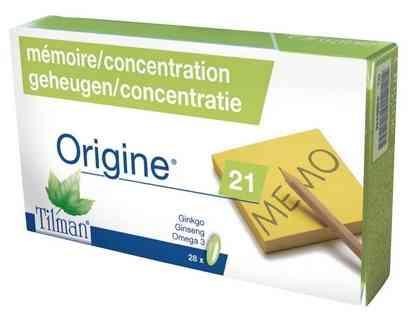 mémoire/concentration
geheugen/concentratie
Origine®
21
MEMO
Tilman®
Ginkgo
Ginseng
Omega 3
28 x